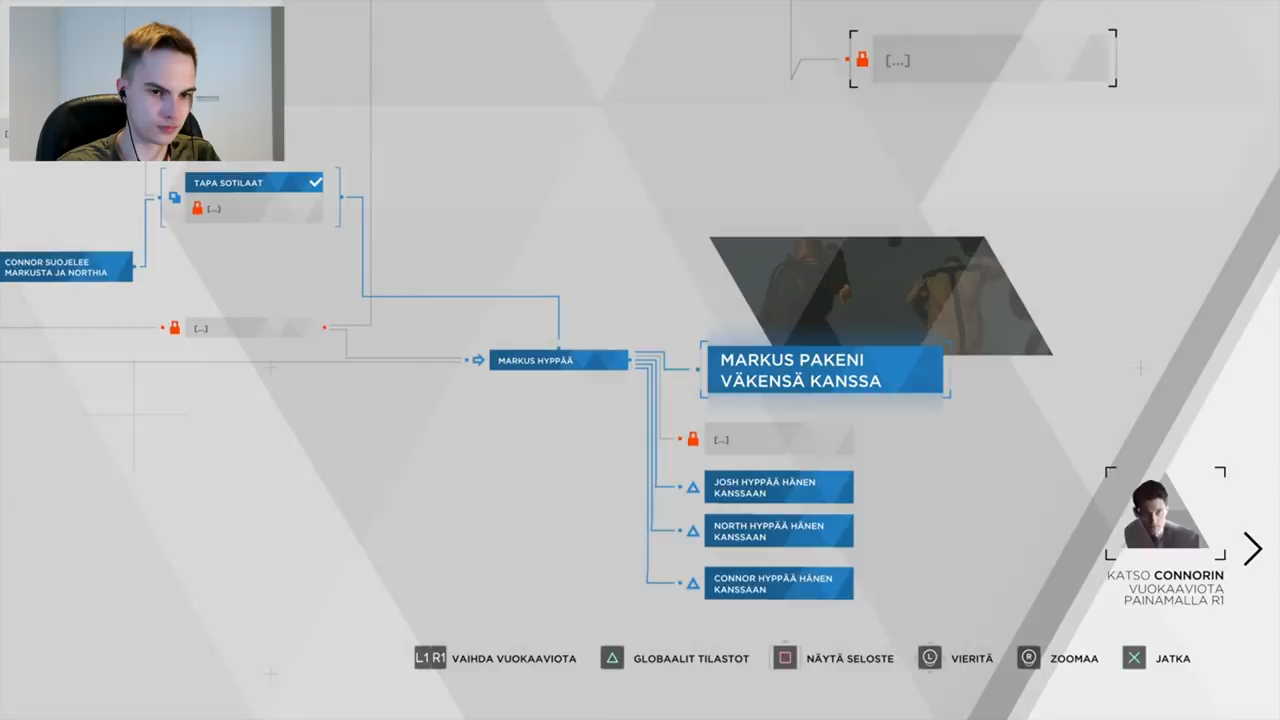 [...]
TAPA SOTILAAT
[...]
CONNOR SUOJELEE
MARKUSTA JA NORTHIA
[...]
MARKUS HYPPÄÄ
MARKUS PAKENI
VÄKENSÄ KANSSA
[...]
JOSH HYPPÄÄ HÄNEN
KANSSAAN
NORTH HYPPÄÄ HÄNEN
KANSSAAN
CONNOR HYPPÄÄ HÄNEN
KANSSAAN
KATSO CONNORIN
VUOKAAVIOTA
PAINAMALLA R1
L1 R1 VAIHDA VUOKAAVIOTA GLOBAALIT TILASTOT NÄYTÄ SELOSTE L VIERITÄ R ZOOMAA JATKA